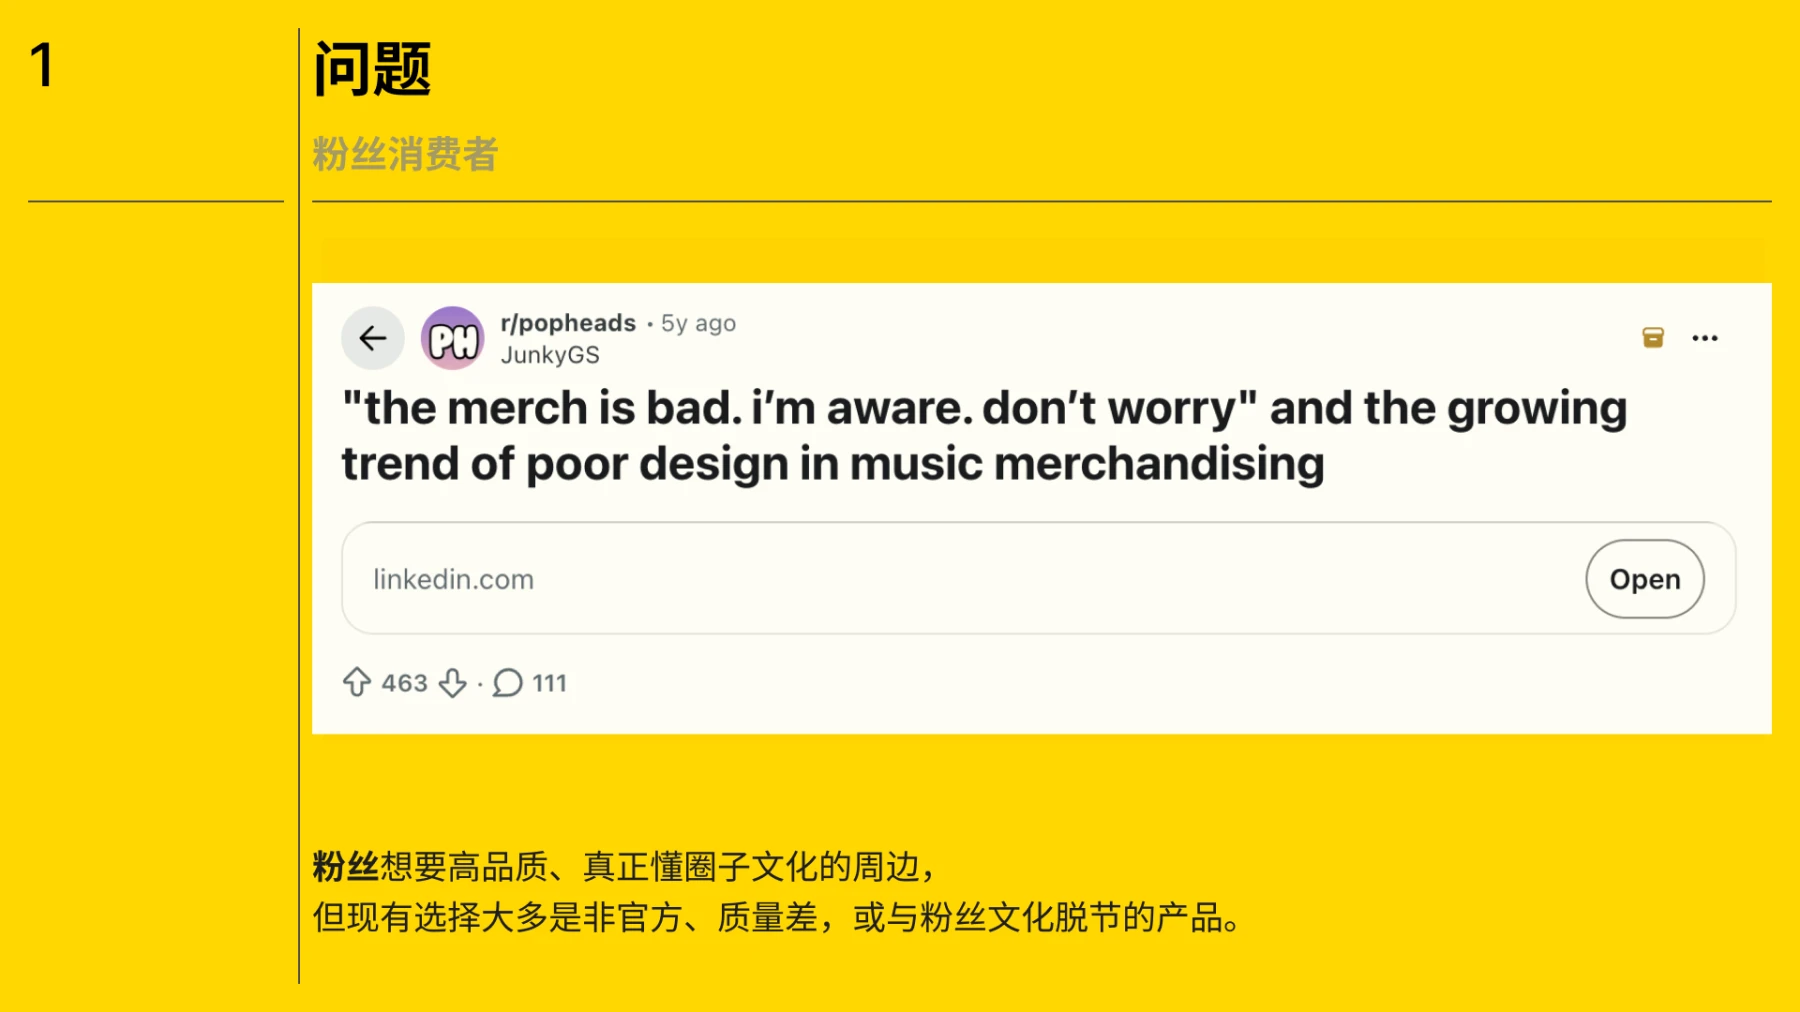 1
问题
粉丝消费者
r/popheads • 5y ago
JunkyGS
PH
"the merch is bad. i’m aware. don’t worry" and the growing
trend of poor design in music merchandising
linkedin.com
Open
463 · 111
粉丝想要高品质、真正懂圈子文化的周边，
但现有选择大多是非官方、质量差，或与粉丝文化脱节的产品。